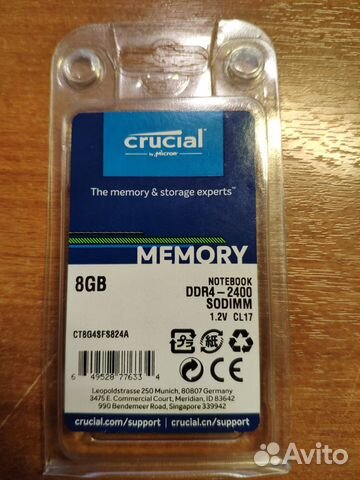 crucial
by Micron
The memory & storage experts™
MEMORY
8GB
NOTEBOOK
DDR4-2400
SODIMM
1.2V CL17
CT8G4SFS824A
紙
6 49528 77633 4
Leopoldstrasse 250 Munich, 80807 Germany
3475 E. Commercial Court, Meridian, ID 83642
990 Bendemeer Road, Singapore 339942
crucial.com/support | crucial.cn/support
Avito